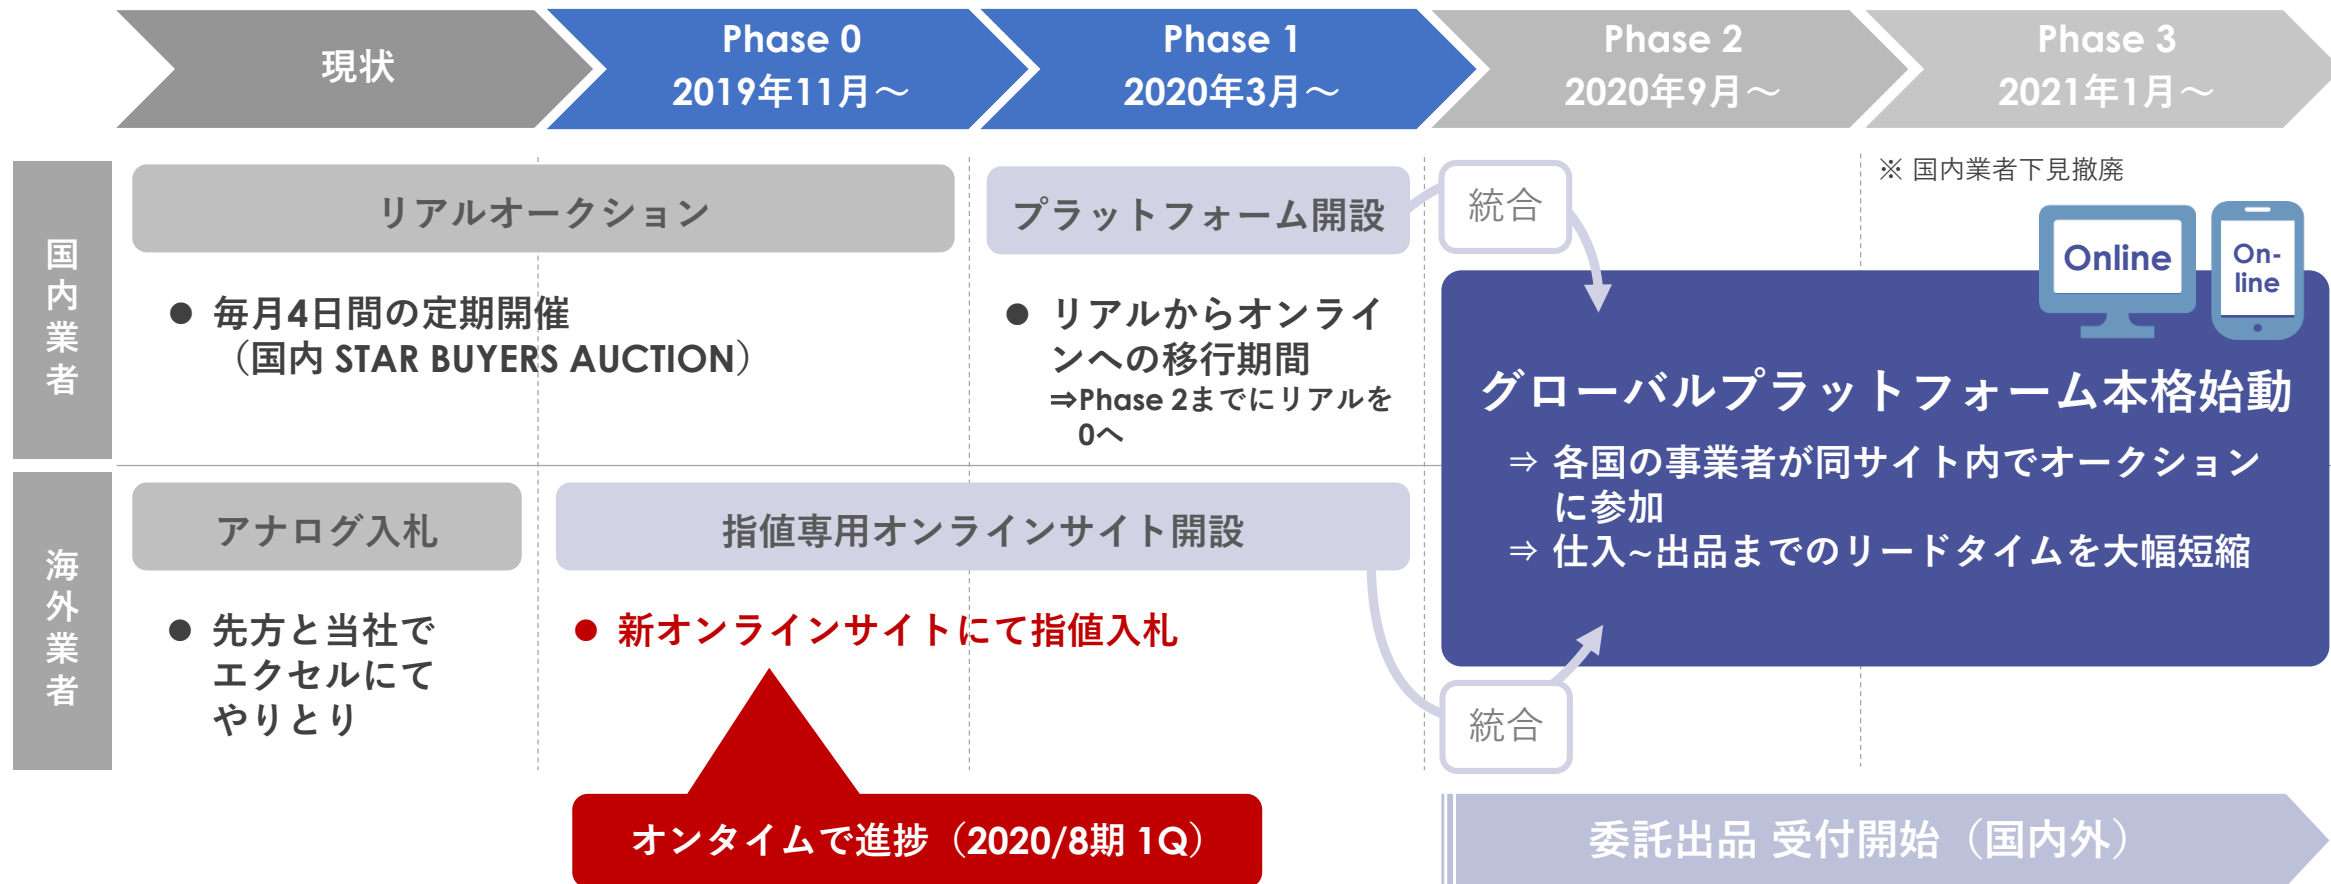 現状
Phase 0
2019年11月～
Phase 1
2020年3月～
Phase 2
2020年9月～
Phase 3
2021年1月～
国内業者
リアルオークション
● 毎月4日間の定期開催
（国内 STAR BUYERS AUCTION）
プラットフォーム開設
● リアルからオンライ
ンへの移行期間
⇒Phase 2までにリアルを
0へ
統合
※ 国内業者下見撤廃
Online
On-
line
グローバルプラットフォーム本格始動
⇒ 各国の事業者が同サイト内でオークション
に参加
⇒ 仕入~出品までのリードタイムを大幅短縮
海外業者
アナログ入札
● 先方と当社で
エクセルにて
やりとり
指値専用オンラインサイト開設
● 新オンラインサイトにて指値入札
統合
オンタイムで進捗（2020/8期 1Q）
委託出品 受付開始（国内外）